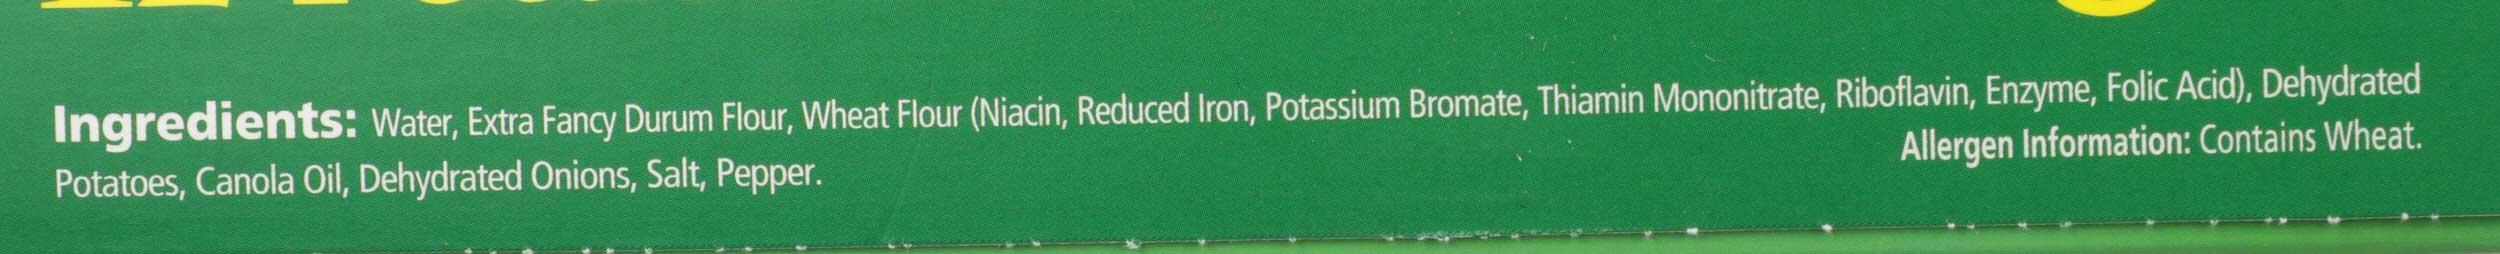 Ingredients: Water, Extra Fancy Durum Flour, Wheat Flour (Niacin, Reduced Iron, Potassium Bromate, Thiamin Mononitrate, Riboflavin, Enzyme, Folic Acid), Dehydrated
Potatoes, Canola Oil, Dehydrated Onions, Salt, Pepper.
Allergen Information: Contains Wheat.